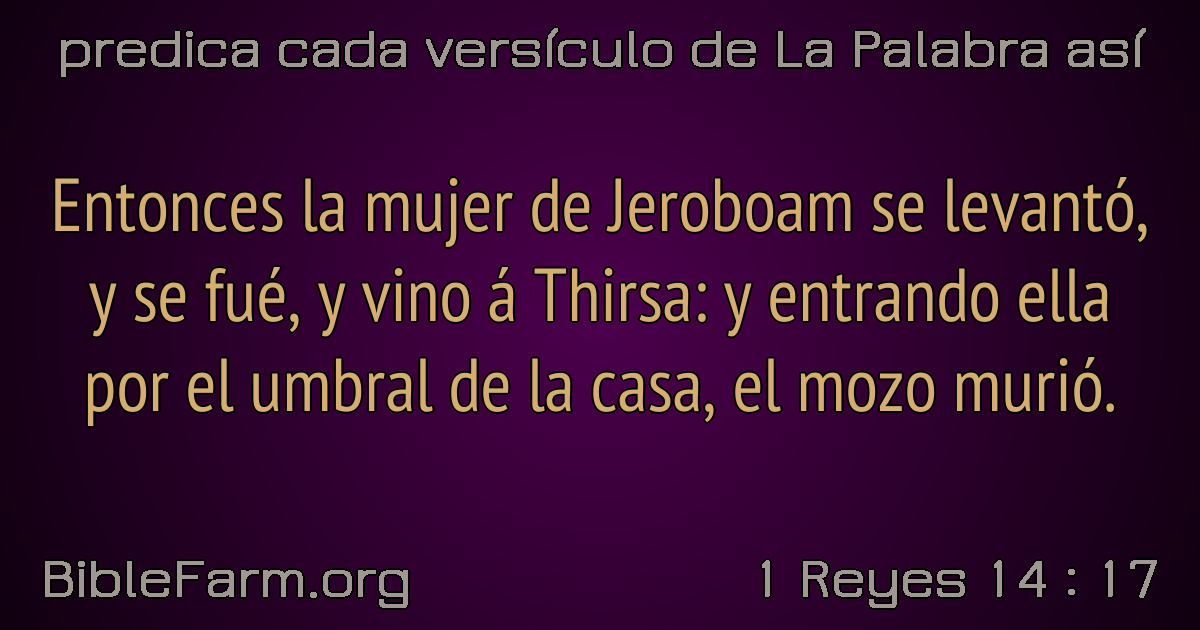 predica cada versículo de La Palabra así
Entonces la mujer de Jeroboam se levantó,
y se fué, y vino á Thirsa: y entrando ella
por el umbral de la casa, el mozo murió.
BibleFarm.org
1 Reyes 14 : 17